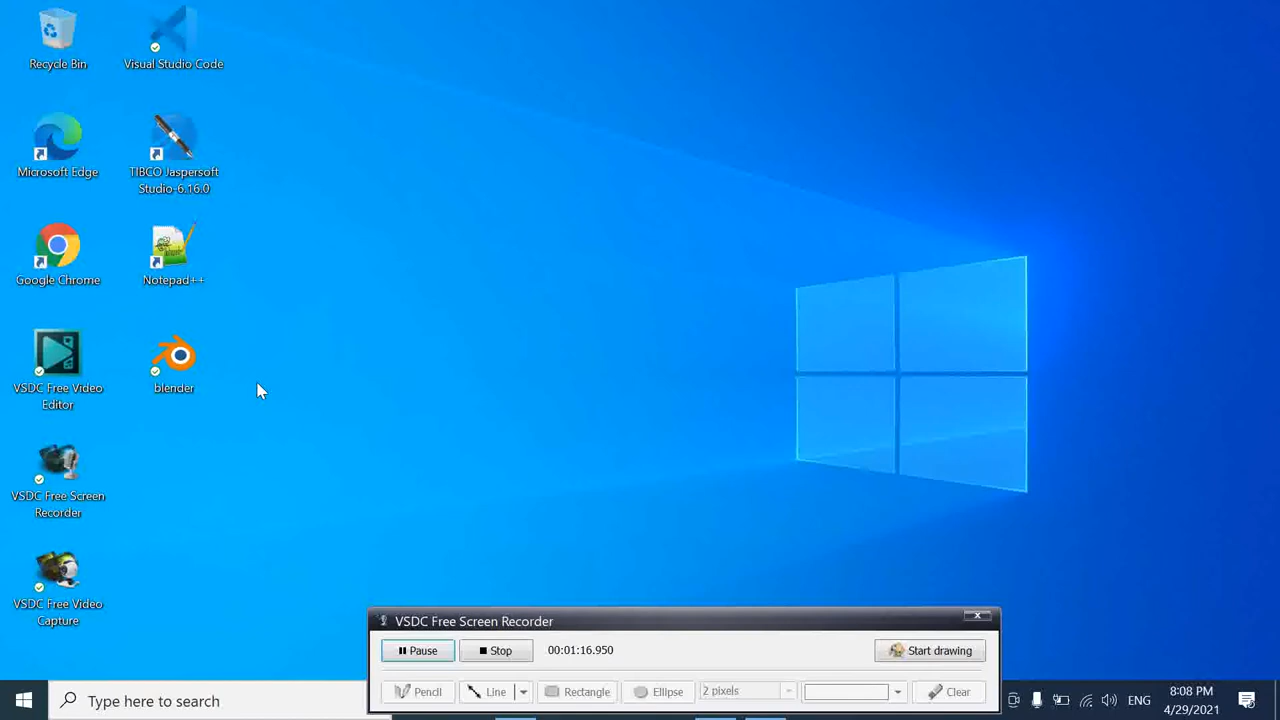 Recycle Bin
Visual Studio Code
Microsoft Edge
TIBCO Jaspersoft
Studio-6.16.0
Google Chrome
Notepad++
VSDC Free Video
Editor
blender
VSDC Free Screen
Recorder
VSDC Free Video
Capture
VSDC Free Screen Recorder
Pause
Stop
00:01:16.950
Start drawing
Pencil
Line
Rectangle
Ellipse
2 pixels
Clear
Type here to search
ENG
8:08 PM
4/29/2021